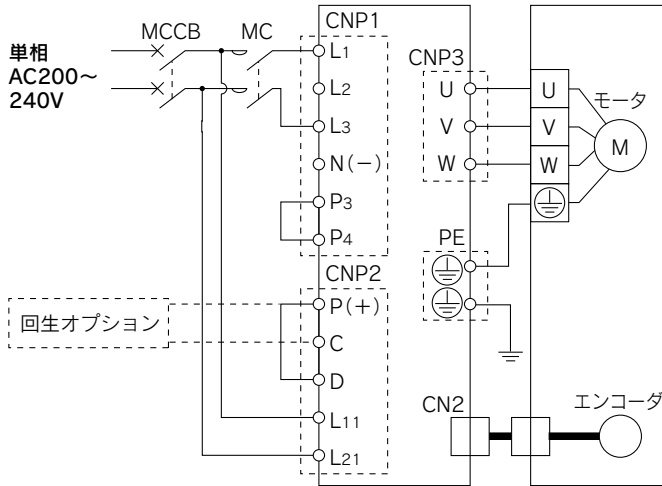 単相
AC200～
240V
MCCB
MC
CNP1
L1
L2
L3
N(−)
P3
P4
CNP2
P(+)
C
D
L11
L21
回生オプション
CNP3
U
V
W
PE
CN2
U
V
W
モータ
M
エンコーダ